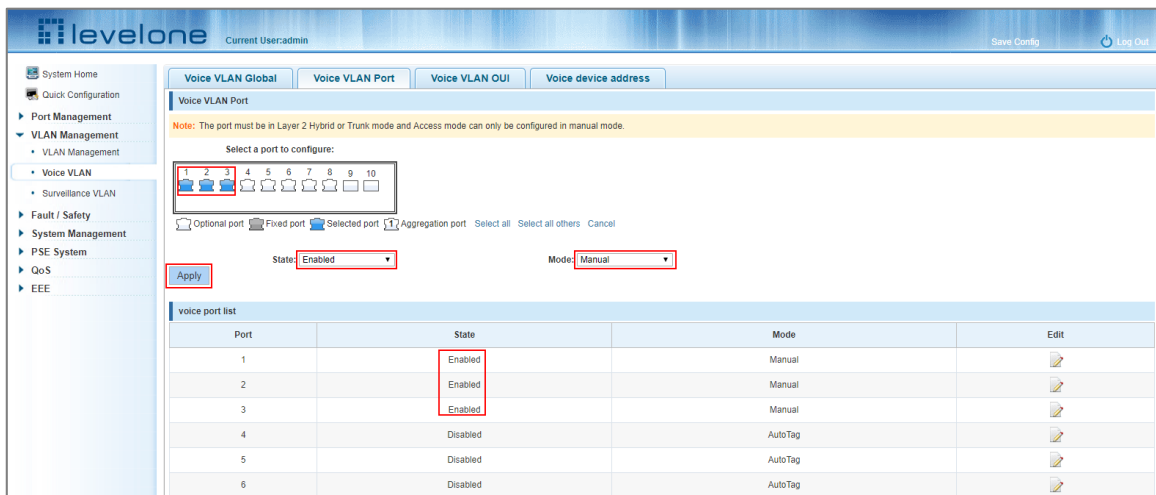 levelone Current User:admin Save Config Log Out
System Home
Quick Configuration
Port Management
VLAN Management
VLAN Management
Voice VLAN
Surveillance VLAN
Fault / Safety
System Management
PSE System
QoS
EEE
Voice VLAN Global Voice VLAN Port Voice VLAN OUI Voice device address
Voice VLAN Port
Note: The port must be in Layer 2 Hybrid or Trunk mode and Access mode can only be configured in manual mode.
Select a port to configure:
1 2 3 4 5 6 7 8 9 10
Optional port Fixed port Selected port 1 Aggregation port Select all Select all others Cancel
State: Enabled Mode: Manual
Apply
voice port list
Port State Mode Edit
1 Enabled Manual
2 Enabled Manual
3 Enabled Manual
4 Disabled AutoTag
5 Disabled AutoTag
6 Disabled AutoTag